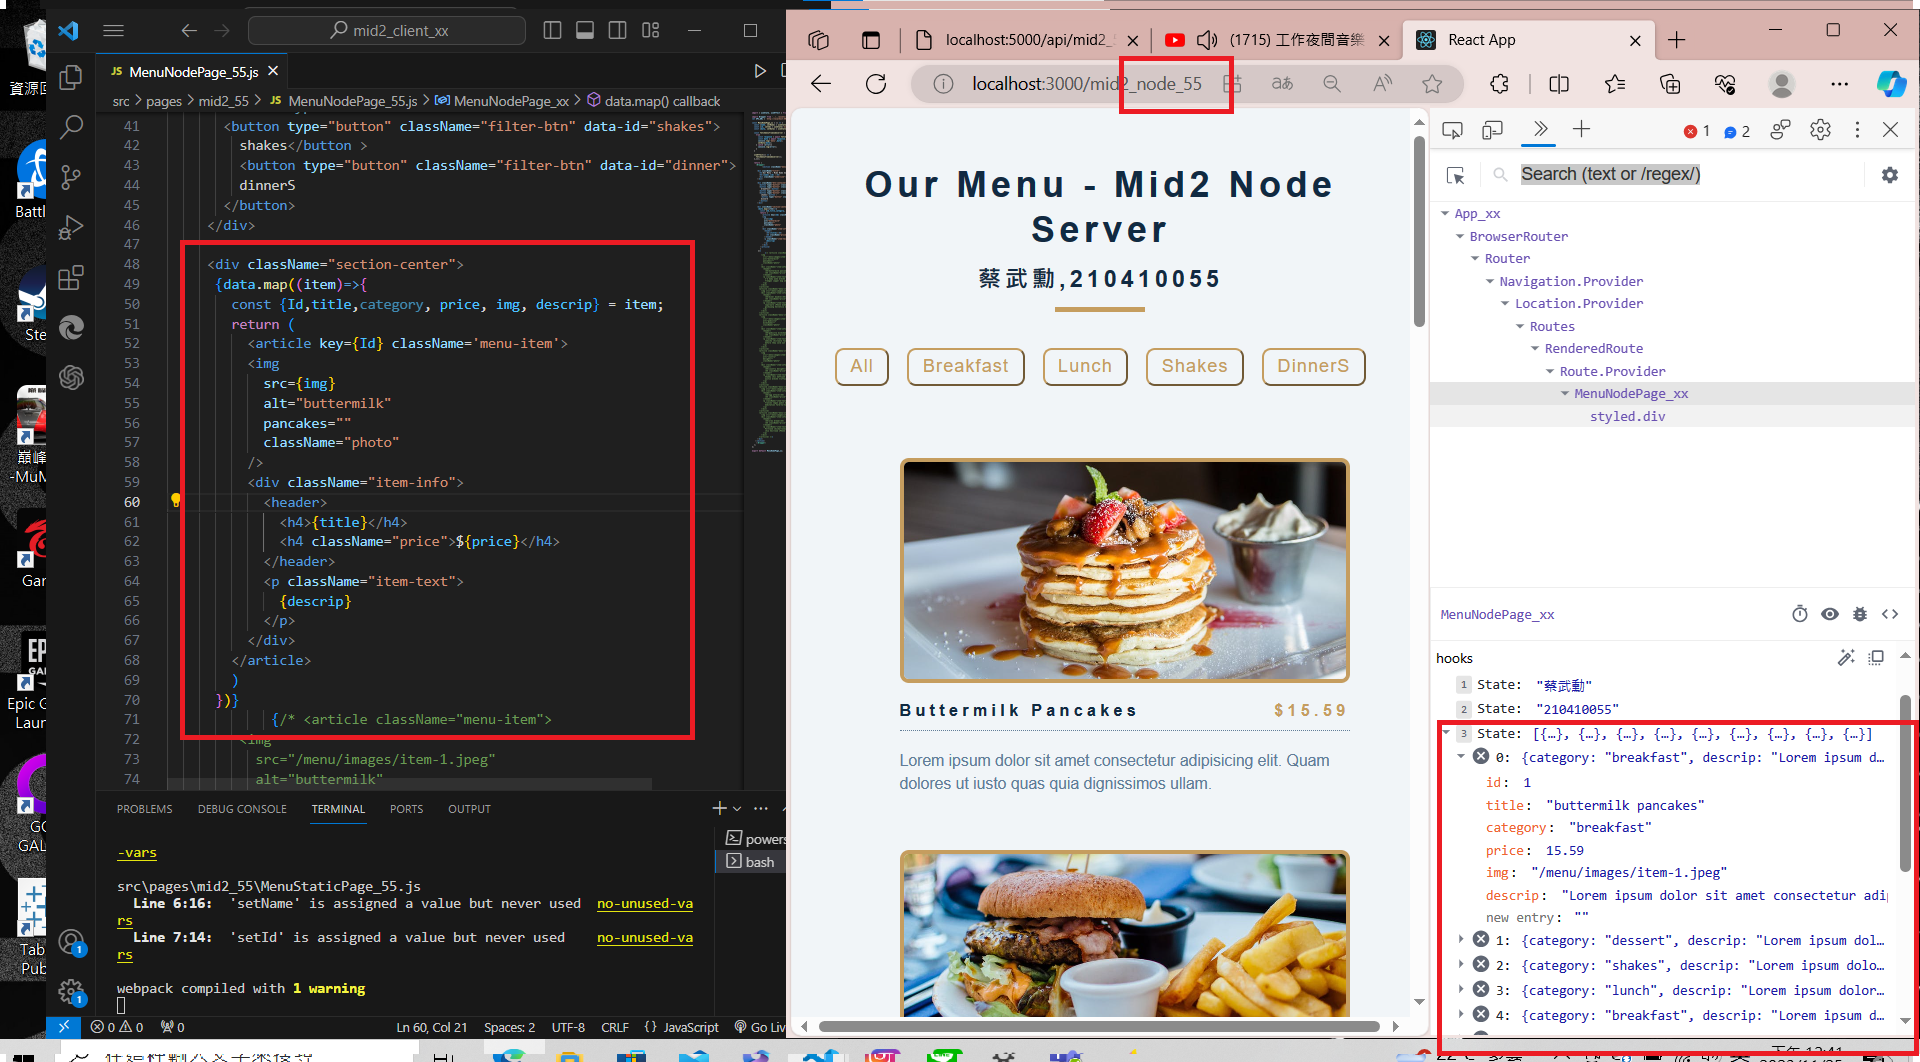 mid2_client_xx
MenuNodePage_55.js
src > pages > mid2_55 > MenuNodePage_55.js > MenuNodePage_xx > data.map() callback
41 <button type="button" className="filter-btn" data-id="shakes">
42 shakes</button >
43 <button type="button" className="filter-btn" data-id="dinner">
44 dinnerS
45 </button>
46 </div>
47
48 <div className="section-center">
49 {data.map((item)=>{
50 const {Id,title,category, price, img, descrip} = item;
51 return (
52 <article key={Id} className='menu-item'>
53 <img
54 src={img}
55 alt="buttermilk"
56 pancakes=""
57 className="photo"
58 />
59 <div className="item-info">
60 <header>
61 <h4>{title}</h4>
62 <h4 className="price">${price}</h4>
63 </header>
64 <p className="item-text">
65 {descrip}
66 </p>
67 </div>
68 </article>
69 )
70 })}
71 {/* <article className="menu-item">
72 <img
73 src="/menu/images/item-1.jpeg"
74 alt="buttermilk"
PROBLEMS DEBUG CONSOLE TERMINAL PORTS OUTPUT
powers
bash
-vars
src\pages\mid2_55\MenuStaticPage_55.js
Line 6:16: 'setName' is assigned a value but never used no-unused-va
rs
Line 7:14: 'setId' is assigned a value but never used no-unused-va
rs
webpack compiled with 1 warning
0 0 0 Ln 60, Col 21 Spaces: 2 UTF-8 CRLF {} JavaScript Go Liv
資源回
Battl
Ste
巔峰
-MuM
Gar
Epic G
Laun
GO
GAL
Tab
Pub
localhost:5000/api/mid2_
(1715) 工作夜間音樂
React App
localhost:3000/mid2_node_55
Our Menu - Mid2 Node
Server
蔡武勳,210410055
All Breakfast Lunch Shakes DinnerS
Buttermilk Pancakes $15.59
Lorem ipsum dolor sit amet consectetur adipisicing elit. Quam
dolores ut iusto quas quia dignissimos ullam.
1 2
Search (text or /regex/)
App_xx
BrowserRouter
Router
Navigation.Provider
Location.Provider
Routes
RenderedRoute
Route.Provider
MenuNodePage_xx
styled.div
MenuNodePage_xx
hooks
1 State: "蔡武勳"
2 State: "210410055"
3 State: [{…}, {…}, {…}, {…}, {…}, {…}, {…}, {…}, {…}]
0: {category: "breakfast", descrip: "Lorem ipsum d…
id: 1
title: "buttermilk pancakes"
category: "breakfast"
price: 15.59
img: "/menu/images/item-1.jpeg"
descrip: "Lorem ipsum dolor sit amet consectetur adi
new entry: ""
1: {category: "dessert", descrip: "Lorem ipsum dol…
2: {category: "shakes", descrip: "Lorem ipsum dolo…
3: {category: "lunch", descrip: "Lorem ipsum dolor…
4: {category: "breakfast", descrip: "Lorem ipsum d…